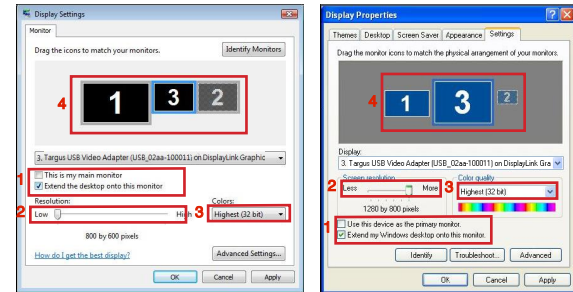 Display Settings
Monitor
Drag the icons to match your monitors.
Identify Monitors
4
1
3
2
3. Targus USB Video Adapter (USB_02aa-100011) on DisplayLink Graphic
1
This is my main monitor
Extend the desktop onto this monitor
Resolution:
Colors:
2
Low
High
3
Highest (32 bit)
800 by 600 pixels
How do I get the best display?
Advanced Settings...
OK
Cancel
Apply
Display Properties
Themes
Desktop
Screen Saver
Appearance
Settings
Drag the monitor icons to match the physical arrangement of your monitors.
4
1
3
2
Display:
3. Targus USB Video Adapter (USB_02aa-100011) on DisplayLink Gra
Screen resolution
Color quality
2
Less
More
3
Highest (32 bit)
1280 by 800 pixels
1
Use this device as the primary monitor.
Extend my Windows desktop onto this monitor.
Identify
Troubleshoot...
Advanced
OK
Cancel
Apply